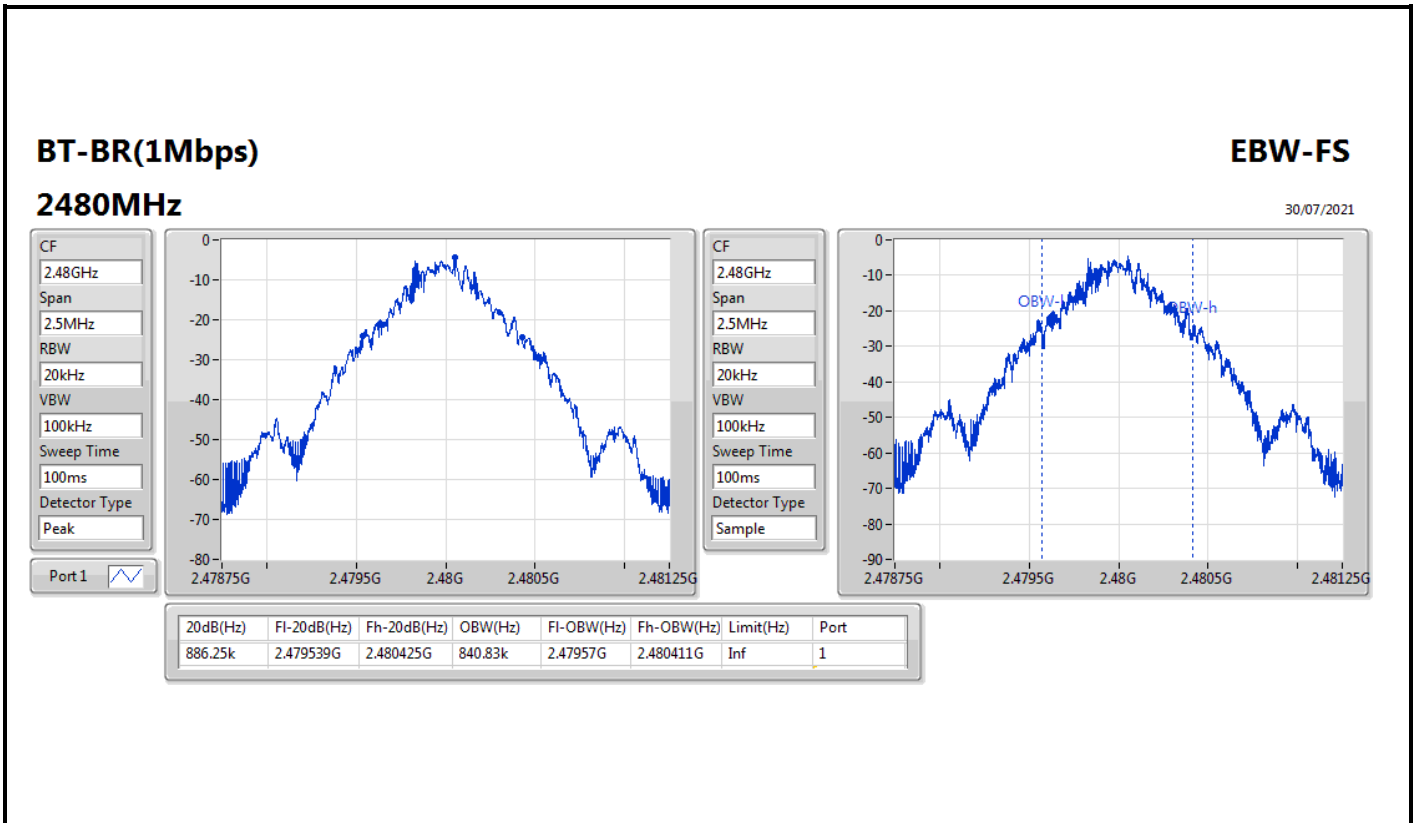 BT-BR(1Mbps)
EBW-FS
2480MHz
30/07/2021
CF
2.48GHz
Span
2.5MHz
RBW
20kHz
VBW
100kHz
Sweep Time
100ms
Detector Type
Peak
Port 1
0
-10
-20
-30
-40
-50
-60
-70
-80
2.47875G 2.4795G 2.48G 2.4805G 2.48125G
CF
2.48GHz
Span
2.5MHz
RBW
20kHz
VBW
100kHz
Sweep Time
100ms
Detector Type
Sample
0
-10
-20
-30
-40
-50
-60
-70
-80
-90
OBW-l
OBW-h
2.47875G 2.4795G 2.48G 2.4805G 2.48125G
20dB(Hz) Fl-20dB(Hz) Fh-20dB(Hz) OBW(Hz) Fl-OBW(Hz) Fh-OBW(Hz) Limit(Hz) Port
886.25k 2.479539G 2.480425G 840.83k 2.47957G 2.480411G Inf 1